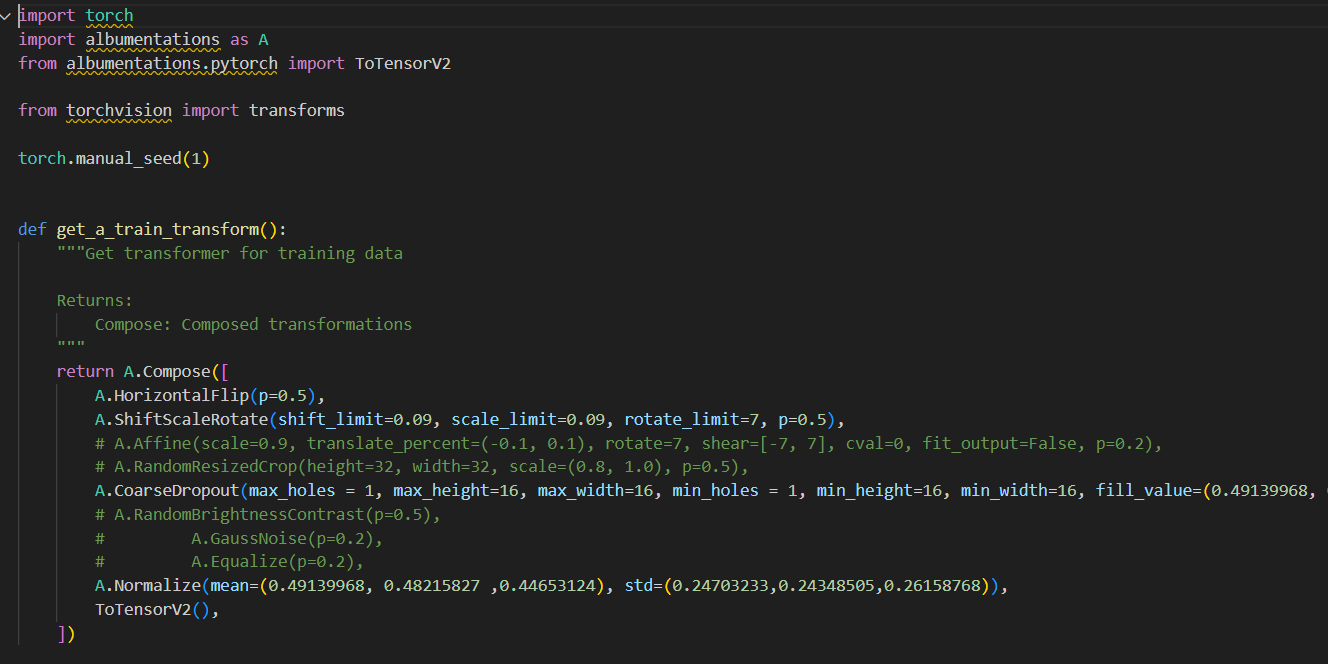 import torch
import albumentations as A
from albumentations.pytorch import ToTensorV2
from torchvision import transforms
torch.manual_seed(1)
def get_a_train_transform():
    """Get transformer for training data
    Returns:
        Compose: Composed transformations
    """
    return A.Compose([
        A.HorizontalFlip(p=0.5),
        A.ShiftScaleRotate(shift_limit=0.09, scale_limit=0.09, rotate_limit=7, p=0.5),
        # A.Affine(scale=0.9, translate_percent=(-0.1, 0.1), rotate=7, shear=[-7, 7], cval=0, fit_output=False, p=0.2),
        # A.RandomResizedCrop(height=32, width=32, scale=(0.8, 1.0), p=0.5),
        A.CoarseDropout(max_holes = 1, max_height=16, max_width=16, min_holes = 1, min_height=16, min_width=16, fill_value=(0.49139968,
        # A.RandomBrightnessContrast(p=0.5),
        #         A.GaussNoise(p=0.2),
        #         A.Equalize(p=0.2),
        A.Normalize(mean=(0.49139968, 0.48215827 ,0.44653124), std=(0.24703233,0.24348505,0.26158768)),
        ToTensorV2(),
    ])